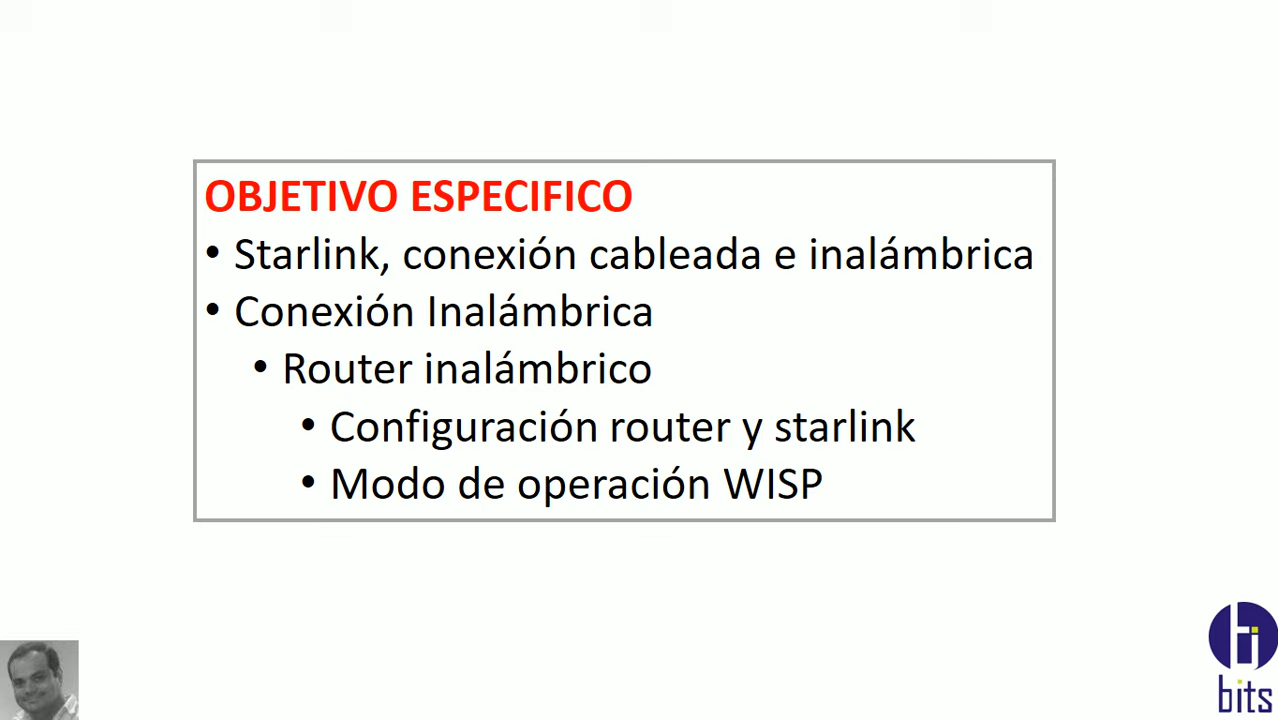 OBJETIVO ESPECIFICO
• Starlink, conexión cableada e inalámbrica
• Conexión Inalámbrica
• Router inalámbrico
• Configuración router y starlink
• Modo de operación WISP
bits